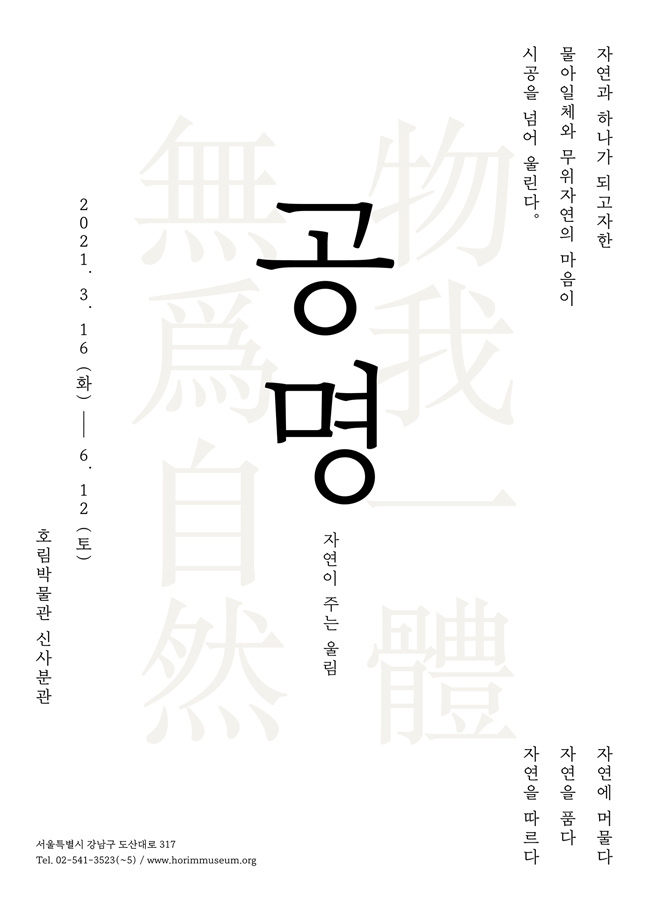 자연과 하나가 되고자한
물아일체와 무위자연의 마음이
시공을 넘어 울린다。
物我一體
無爲自然
공명
자연이 주는 울림
2021. 3. 16 (화) — 6. 12 (토)
호림박물관 신사분관
자연에 머물다
자연을 품다
자연을 따르다
서울특별시 강남구 도산대로 317
Tel. 02-541-3523(~5) / www.horimmuseum.org